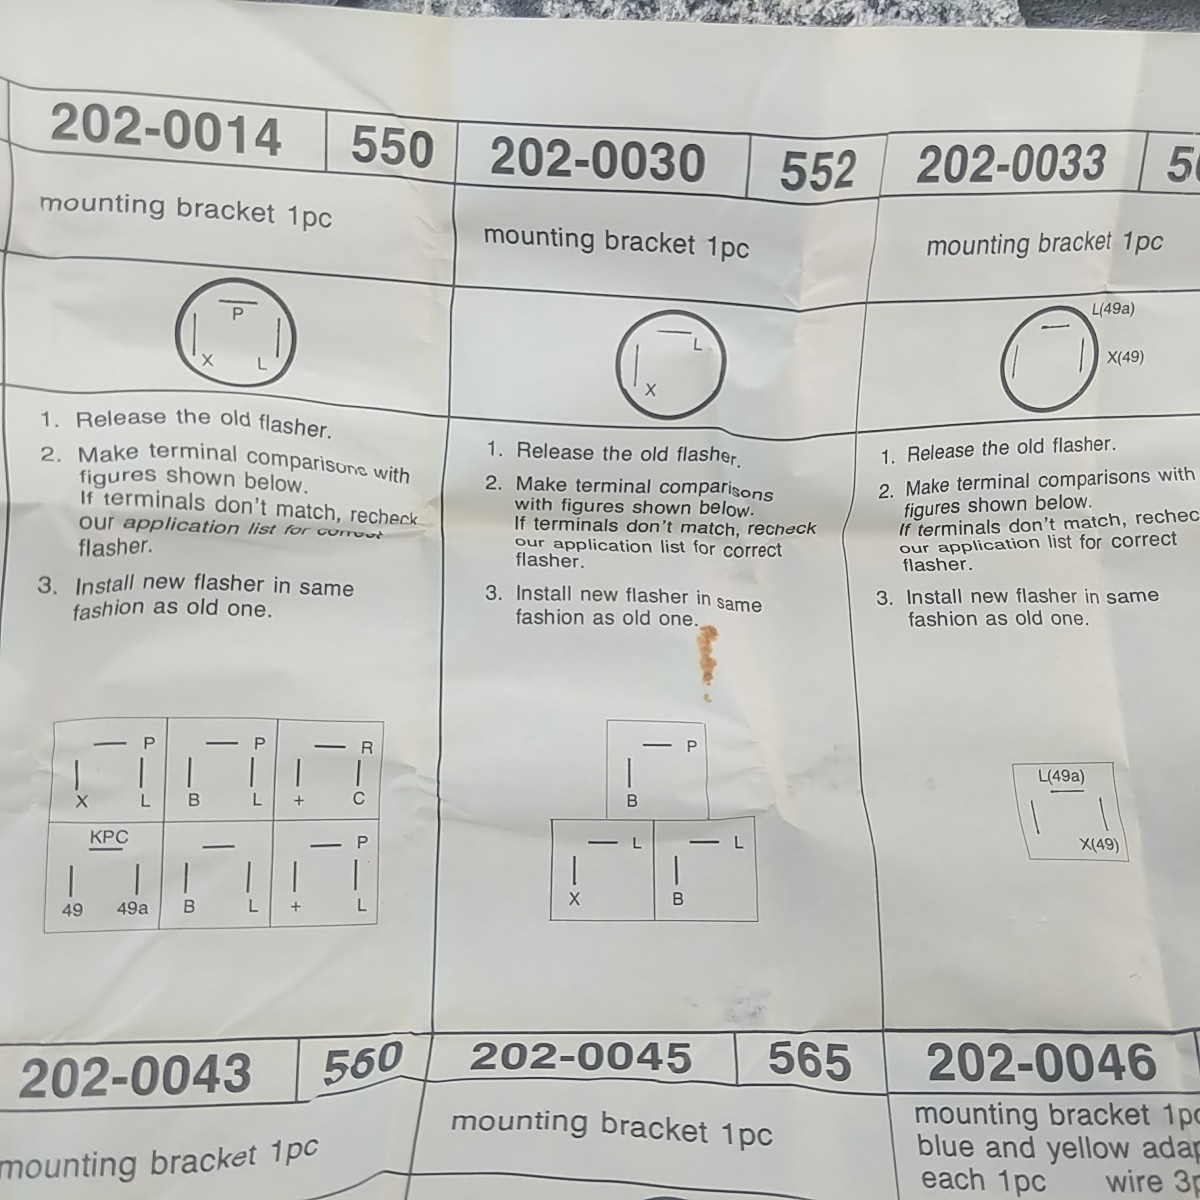 202-0014 550
mounting bracket 1pc
P
X L
1. Release the old flasher.
2. Make terminal comparisons with
figures shown below.
If terminals don't match, recheck
our application list for correct
flasher.
3. Install new flasher in same
fashion as old one.
P P R
X L B L + C
KPC P
49 49a B L + L
202-0030 552
mounting bracket 1pc
L
X
1. Release the old flasher.
2. Make terminal comparisons
with figures shown below.
If terminals don't match, recheck
our application list for correct
flasher.
3. Install new flasher in same
fashion as old one.
P
B
L L
X B
202-0033
mounting bracket 1pc
L(49a)
X(49)
1. Release the old flasher.
2. Make terminal comparisons with
figures shown below.
If terminals don't match, rechec
our application list for correct
flasher.
3. Install new flasher in same
fashion as old one.
L(49a)
X(49)
202-0043 560
mounting bracket 1pc
202-0045 565
mounting bracket 1pc
202-0046
mounting bracket 1pc
blue and yellow adap
each 1pc wire 3p